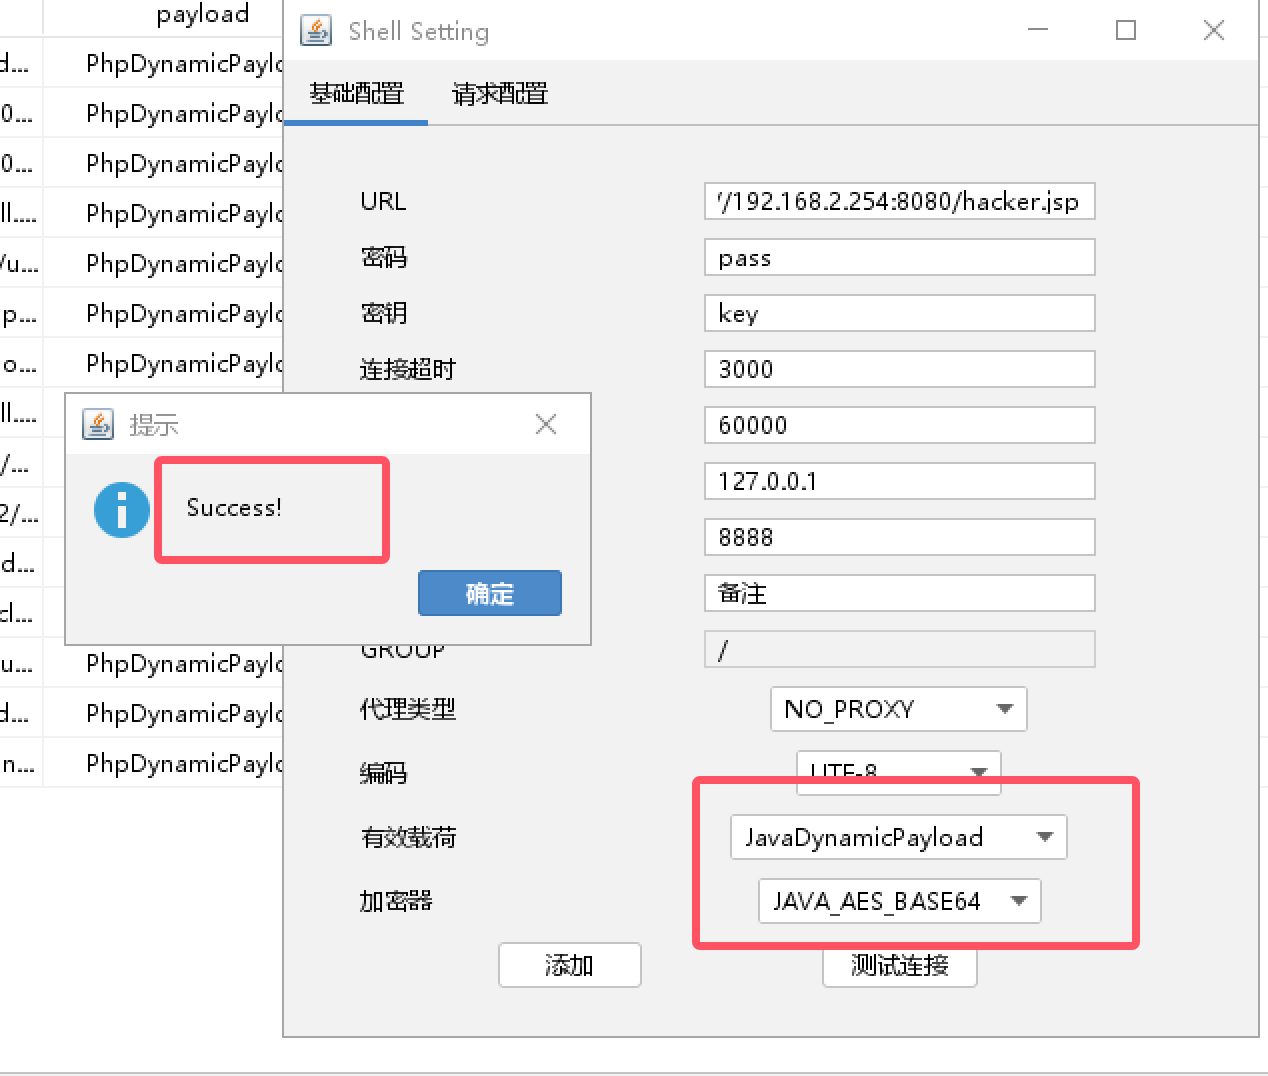 payload
d... PhpDynamicPaylo
0... PhpDynamicPaylo
0... PhpDynamicPaylo
ll.... PhpDynamicPaylo
/u... PhpDynamicPaylo
p... PhpDynamicPaylo
o... PhpDynamicPaylo
ll....
/...
2/...
d...
cl...
u... PhpDynamicPaylo
d... PhpDynamicPaylo
n... PhpDynamicPaylo
Shell Setting
基础配置 请求配置
URL //192.168.2.254:8080/hacker.jsp
密码 pass
密钥 key
连接超时 3000
60000
127.0.0.1
8888
备注
GROUP /
代理类型 NO_PROXY
编码 UTF-8
有效载荷 JavaDynamicPayload
加密器 JAVA_AES_BASE64
添加 测试连接
提示
Success!
确定